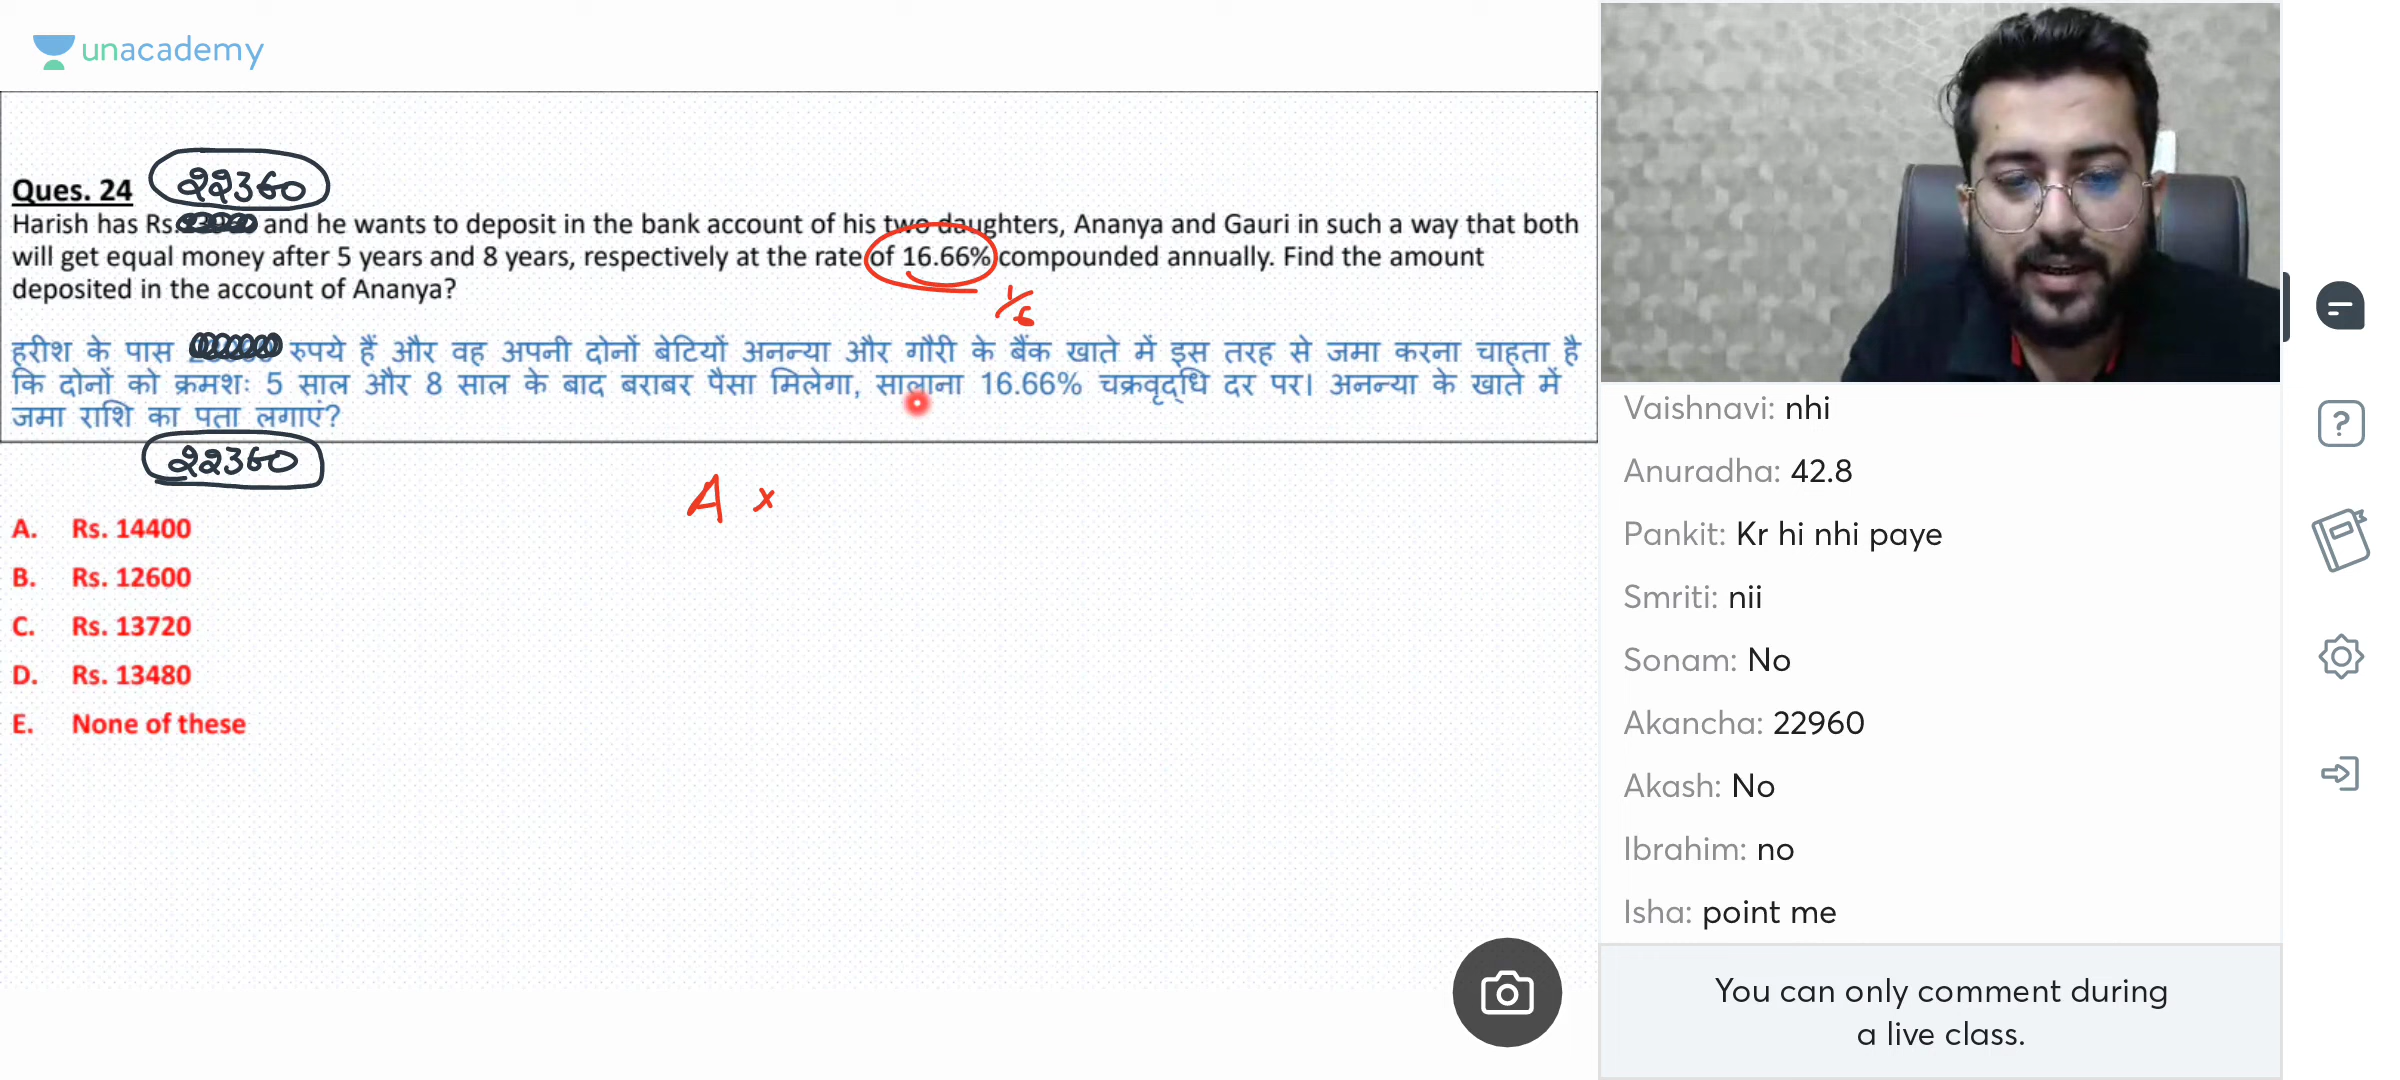 unacademy
22360
Ques. 24
Harish has Rs. and he wants to deposit in the bank account of his two daughters, Ananya and Gauri in such a way that both
will get equal money after 5 years and 8 years, respectively at the rate of 16.66% compounded annually. Find the amount
deposited in the account of Ananya?
1/6
हरीश के पास रुपये हैं और वह अपनी दोनों बेटियों अनन्या और गौरी के बैंक खाते में इस तरह से जमा करना चाहता है
कि दोनों को क्रमशः 5 साल और 8 साल के बाद बराबर पैसा मिलेगा, सालाना 16.66% चक्रवृद्धि दर पर। अनन्या के खाते में
जमा राशि का पता लगाएं?
22360
A ×
A. Rs. 14400
B. Rs. 12600
C. Rs. 13720
D. Rs. 13480
E. None of these
Vaishnavi: nhi
Anuradha: 42.8
Pankit: Kr hi nhi paye
Smriti: nii
Sonam: No
Akancha: 22960
Akash: No
Ibrahim: no
Isha: point me
You can only comment during
a live class.
?